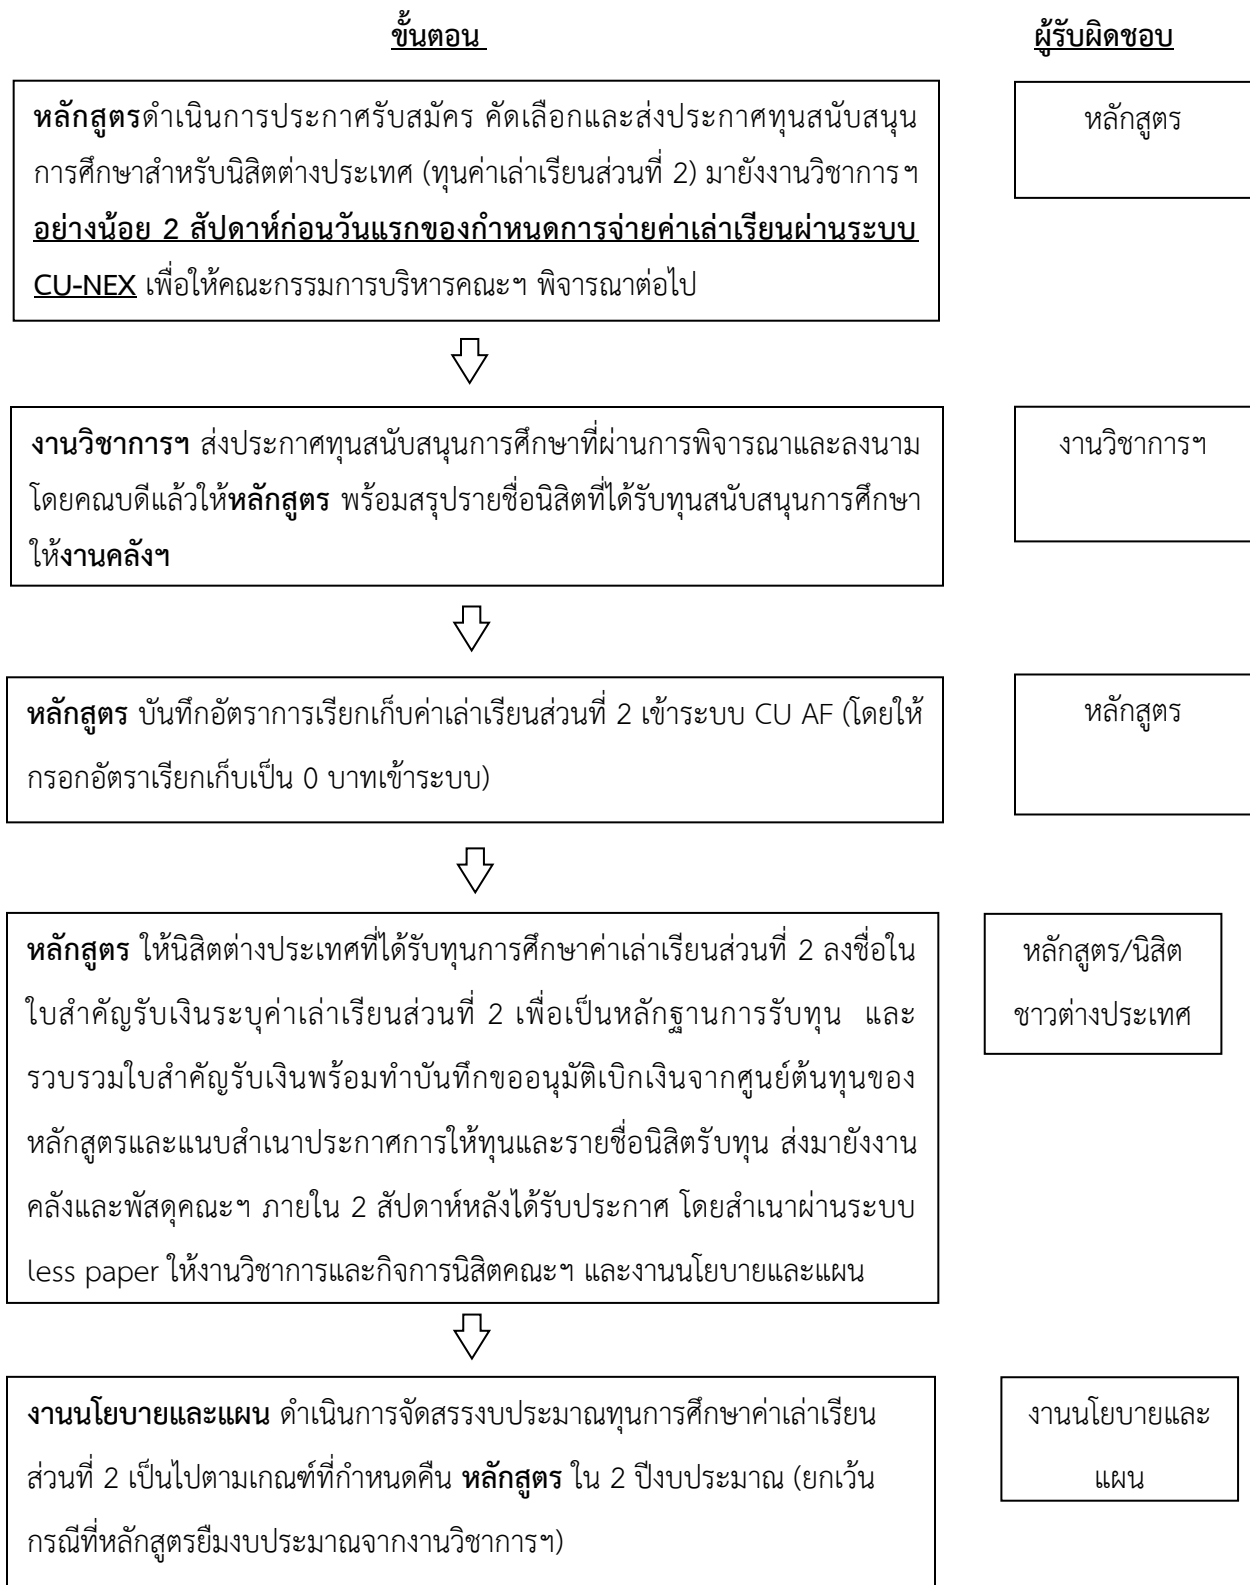 ขั้นตอน
ผู้รับผิดชอบ
หลักสูตรดำเนินการประกาศรับสมัคร คัดเลือกและส่งประกาศทุนสนับสนุน
การศึกษาสำหรับนิสิตต่างประเทศ (ทุนค่าเล่าเรียนส่วนที่ 2) มายังงานวิชาการฯ
อย่างน้อย 2 สัปดาห์ก่อนวันแรกของกำหนดการจ่ายค่าเล่าเรียนผ่านระบบ
CU-NEX เพื่อให้คณะกรรมการบริหารคณะฯ พิจารณาต่อไป
หลักสูตร
งานวิชาการฯ ส่งประกาศทุนสนับสนุนการศึกษาที่ผ่านการพิจารณาและลงนาม
โดยคณบดีแล้วให้หลักสูตร พร้อมสรุปรายชื่อนิสิตที่ได้รับทุนสนับสนุนการศึกษา
ให้งานคลังฯ
งานวิชาการฯ
หลักสูตร บันทึกอัตราการเรียกเก็บค่าเล่าเรียนส่วนที่ 2 เข้าระบบ CU AF (โดยให้
กรอกอัตราเรียกเก็บเป็น 0 บาทเข้าระบบ)
หลักสูตร
หลักสูตร ให้นิสิตต่างประเทศที่ได้รับทุนการศึกษาค่าเล่าเรียนส่วนที่ 2 ลงชื่อใน
ใบสำคัญรับเงินระบุค่าเล่าเรียนส่วนที่ 2 เพื่อเป็นหลักฐานการรับทุน และ
รวบรวมใบสำคัญรับเงินพร้อมทำบันทึกขออนุมัติเบิกเงินจากศูนย์ต้นทุนของ
หลักสูตรและแนบสำเนาประกาศการให้ทุนและรายชื่อนิสิตรับทุน ส่งมายังงาน
คลังและพัสดุคณะฯ ภายใน 2 สัปดาห์หลังได้รับประกาศ โดยสำเนาผ่านระบบ
less paper ให้งานวิชาการและกิจการนิสิตคณะฯ และงานนโยบายและแผน
หลักสูตร/นิสิต
ชาวต่างประเทศ
งานนโยบายและแผน ดำเนินการจัดสรรงบประมาณทุนการศึกษาค่าเล่าเรียน
ส่วนที่ 2 เป็นไปตามเกณฑ์ที่กำหนดคืน หลักสูตร ใน 2 ปีงบประมาณ (ยกเว้น
กรณีที่หลักสูตรยืมงบประมาณจากงานวิชาการฯ)
งานนโยบายและ
แผน